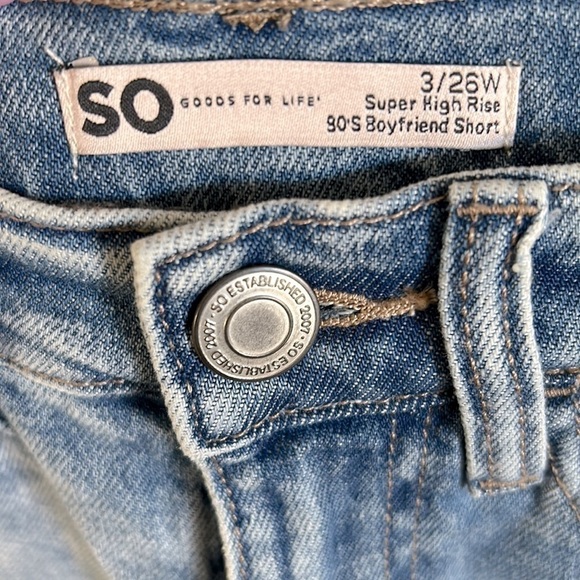 SO GOODS FOR LIFE'
3/26W
Super High Rise
90'S Boyfriend Short
SO ESTABLISHED 2007 · SO ESTABLISHED 2007 ·